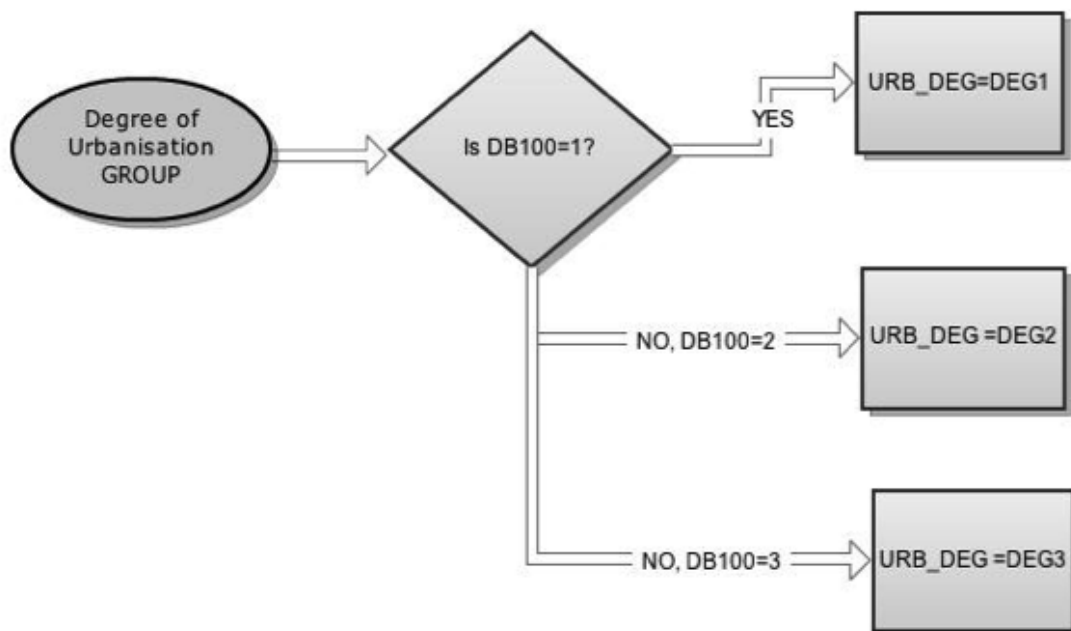 Degree of
Urbanisation
GROUP
Is DB100=1?
YES
URB_DEG=DEG1
NO, DB100=2
URB_DEG =DEG2
NO, DB100=3
URB_DEG =DEG3